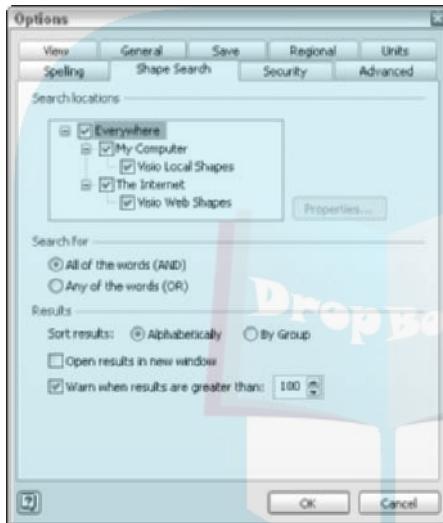 Options
View General Save Regional Units
Spelling Shape Search Security Advanced
Search locations
Everywhere
My Computer
Visio Local Shapes
The Internet
Visio Web Shapes
Properties...
Search for
All of the words (AND)
Any of the words (OR)
Results
Sort results: Alphabetically By Group
Open results in new window
Warn when results are greater than: 100
OK Cancel
Drop Bo